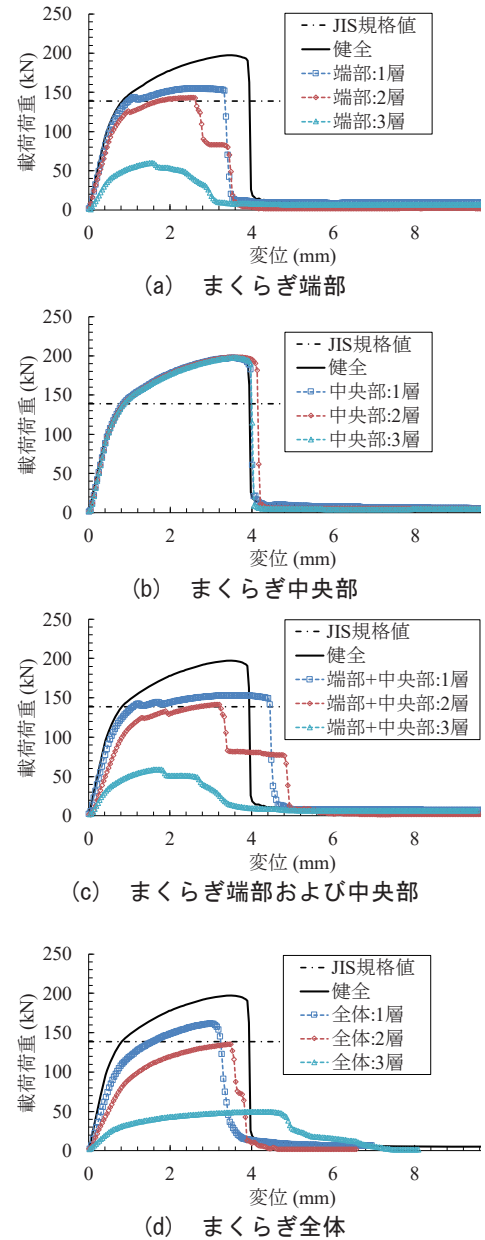 250
200
150
100
50
0
載荷荷重 (kN)
JIS規格値
健全
端部:1層
端部:2層
端部:3層
0 2 4 6 8
変位 (mm)
(a) まくらぎ端部
250
200
150
100
50
0
載荷荷重 (kN)
JIS規格値
健全
中央部:1層
中央部:2層
中央部:3層
0 2 4 6 8
変位 (mm)
(b) まくらぎ中央部
250
200
150
100
50
0
載荷荷重 (kN)
JIS規格値
健全
端部+中央部:1層
端部+中央部:2層
端部+中央部:3層
0 2 4 6 8
変位 (mm)
(c) まくらぎ端部および中央部
250
200
150
100
50
0
載荷荷重 (kN)
JIS規格値
健全
全体:1層
全体:2層
全体:3層
0 2 4 6 8
変位 (mm)
(d) まくらぎ全体